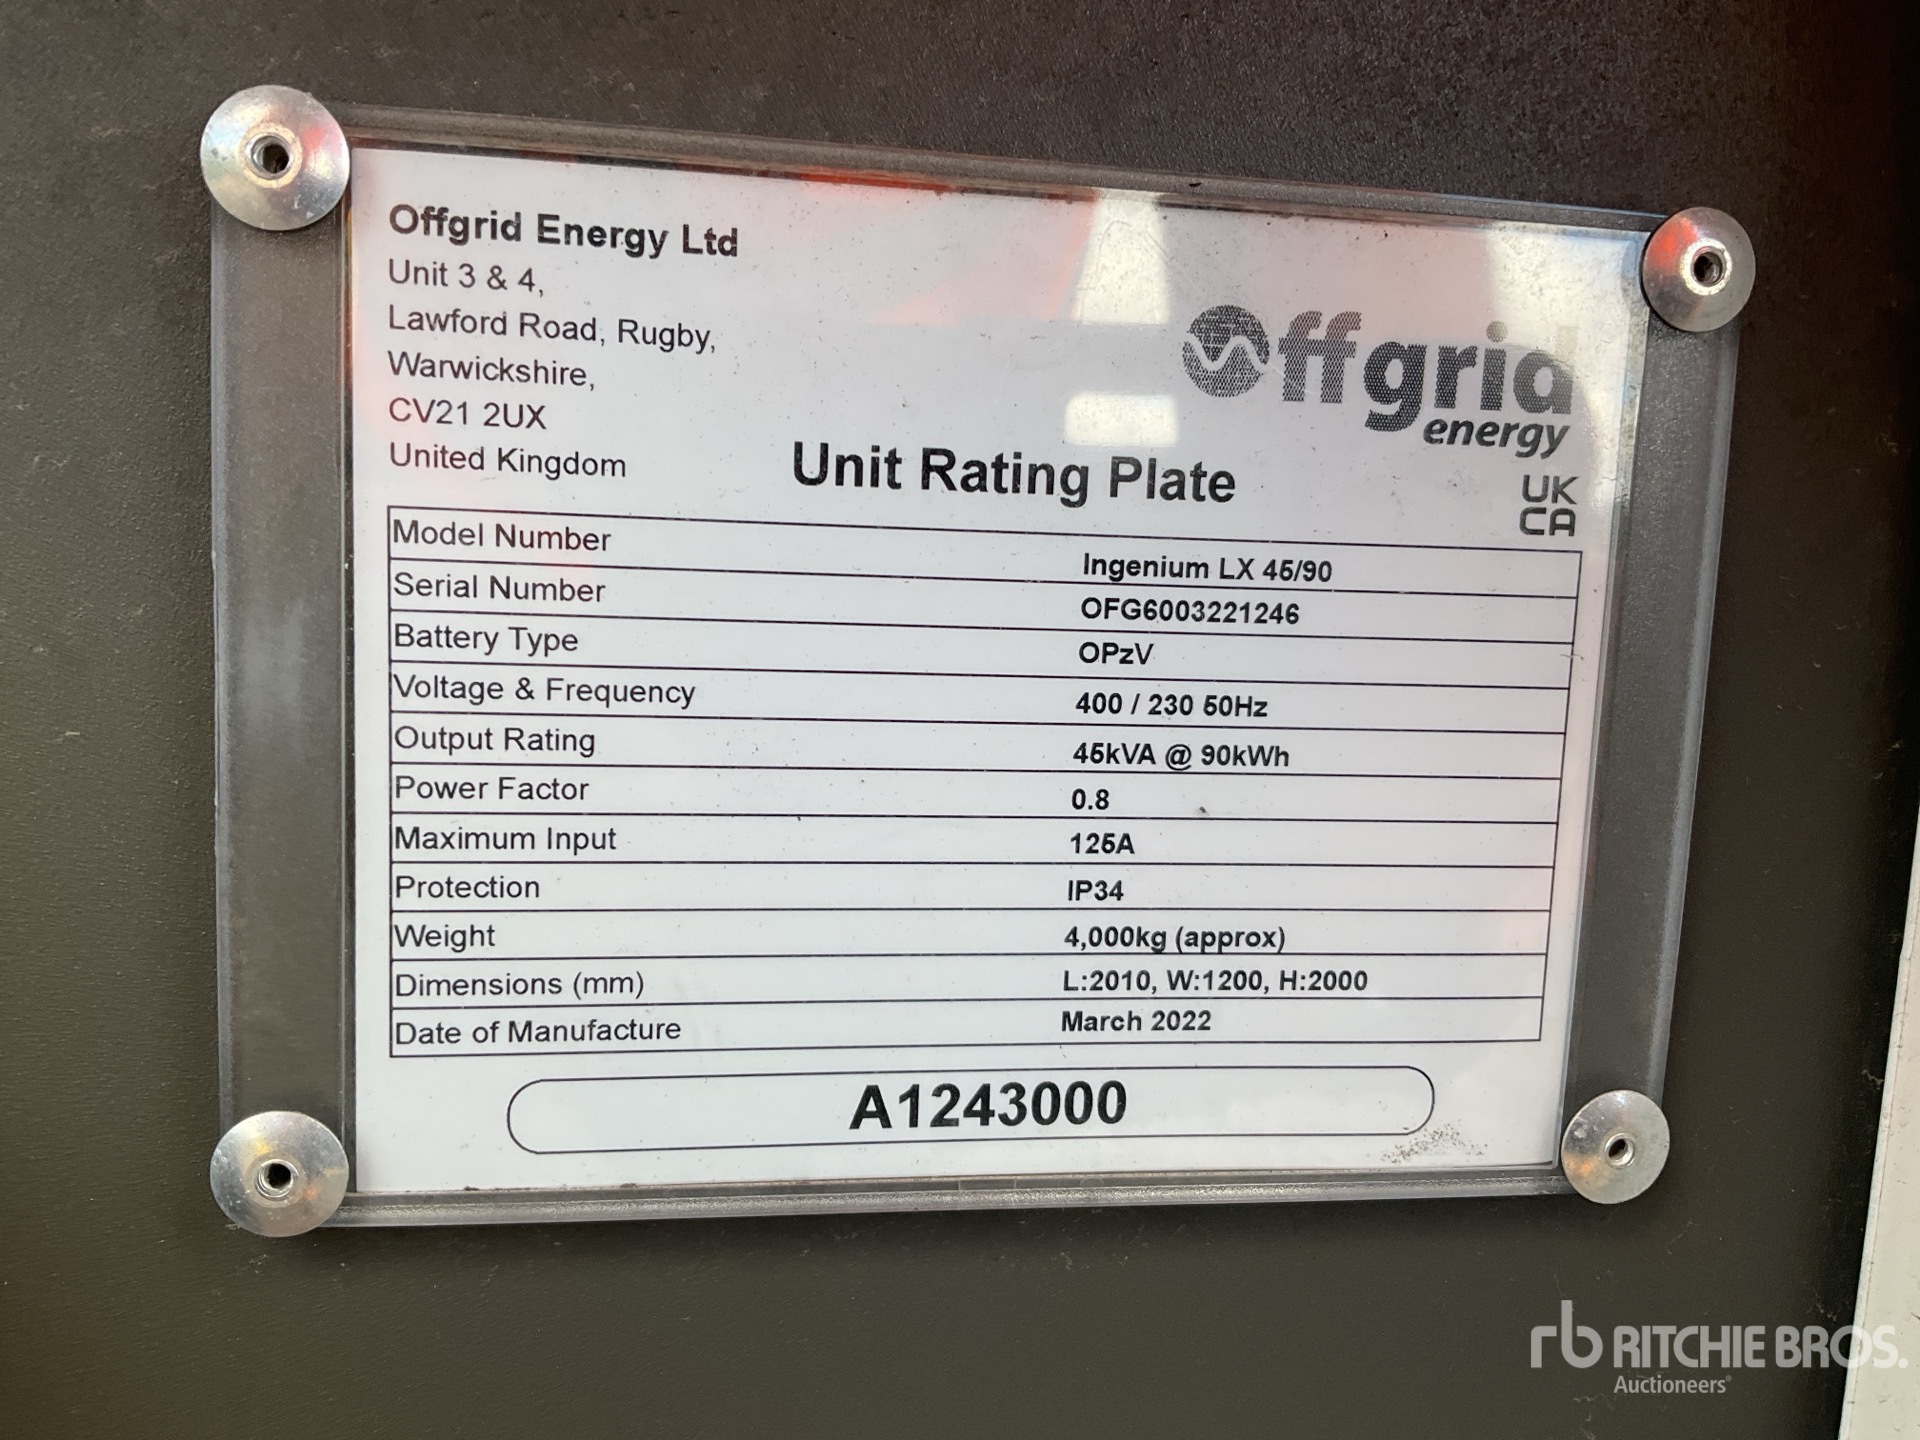 Offgrid Energy Ltd
Unit 3 & 4,
Lawford Road, Rugby,
Warwickshire,
CV21 2UX
United Kingdom
Offgrid
energy
Unit Rating Plate
UK
CA
Model Number Ingenium LX 45/90
Serial Number OFG6003221246
Battery Type OPzV
Voltage & Frequency 400 / 230 50Hz
Output Rating 45kVA @ 90kWh
Power Factor 0.8
Maximum Input 125A
Protection IP34
Weight 4,000kg (approx)
Dimensions (mm) L:2010, W:1200, H:2000
Date of Manufacture March 2022
A1243000
rb RITCHIE BROS.
Auctioneers®